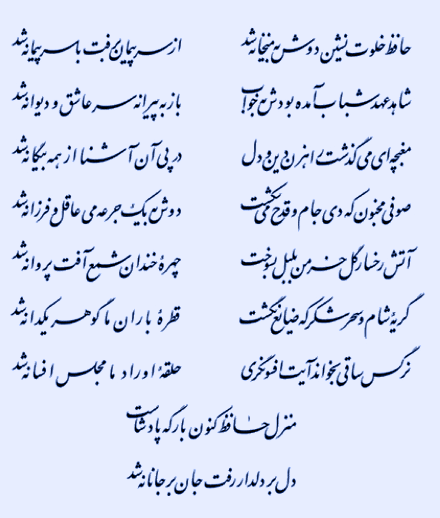 حافظ خلوت نشین دوش به میخانه شد از سر پیمان برفت با سر پیمانه شد
شاهد عهد شباب آمده بودش به خواب باز به پیرانه سر عاشق و دیوانه شد
مغبچه‌ای می‌گذشت راهزن دین و دل در پی آن آشنا از همه بیگانه شد
صوفی مجنون که دی جام و قدح می‌شکست دوش به یک جرعه می عاقل و فرزانه شد
آتش رخسار گل خرمن بلبل بسوخت چهرهٔ خندان شمع آفت پروانه شد
گریهٔ شام و سحر شکر که ضایع نگشت قطرهٔ باران ما گوهر یکدانه شد
نرگس ساقی بخواند آیت افسونگری حلقهٔ اوراد ما مجلس افسانه شد
منزل حافظ کنون بارگه پادشاست
دل بر دلدار رفت جان بر جانانه شد